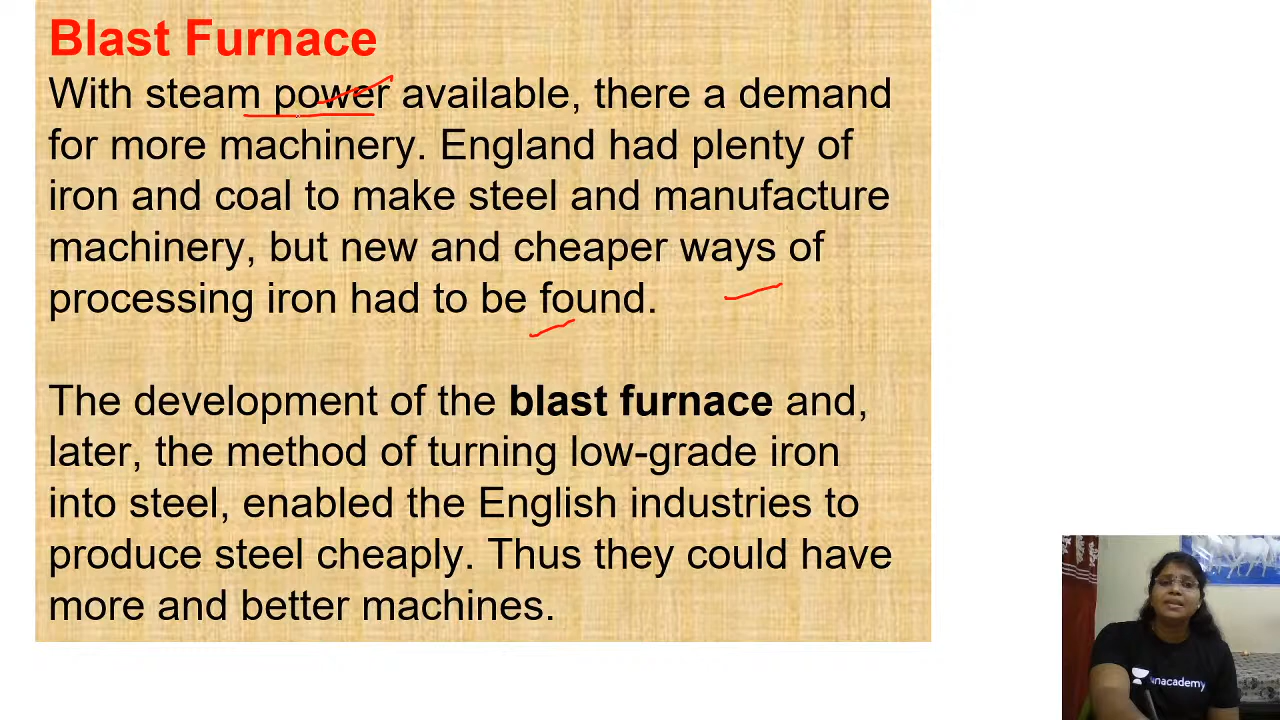 Blast Furnace
With steam power available, there a demand
for more machinery. England had plenty of
iron and coal to make steel and manufacture
machinery, but new and cheaper ways of
processing iron had to be found.
The development of the blast furnace and,
later, the method of turning low-grade iron
into steel, enabled the English industries to
produce steel cheaply. Thus they could have
more and better machines.
unacademy